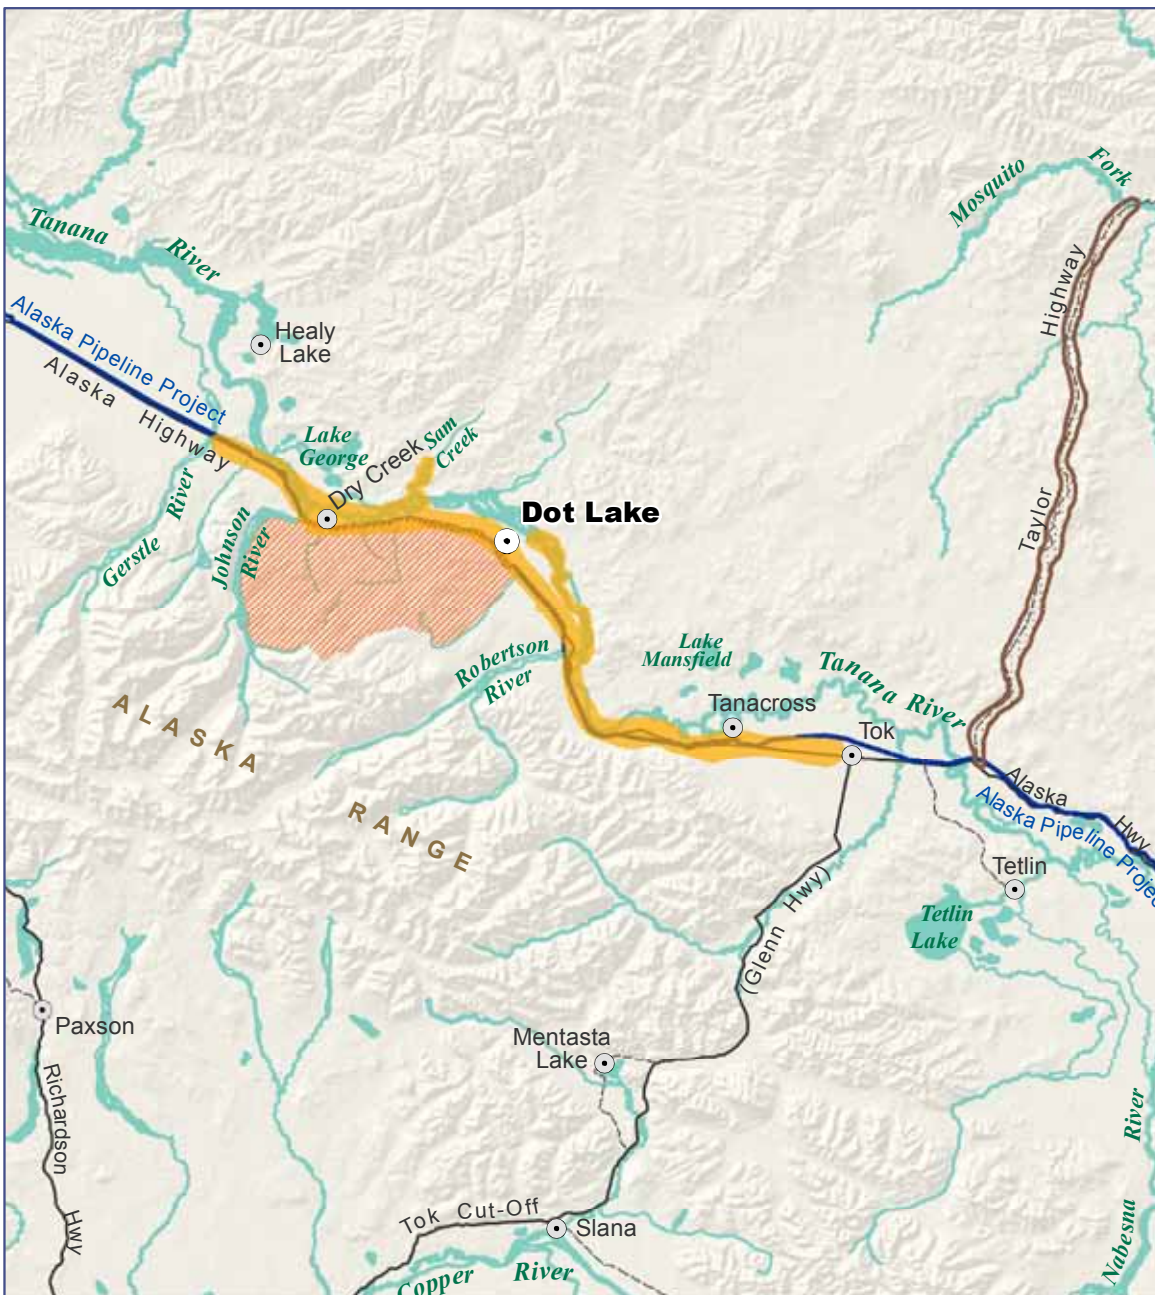 Mosquito Fork
Tanana River
Healy
Lake
Alaska Pipeline Project
Alaska Highway
Highway
Taylor
Lake
George
Sam
Creek
Dry Creek
Dot Lake
Gerstle River
Johnson
River
Robertson
River
Lake
Mansfield
Tanana River
Tanacross
Tok
ALASKA
RANGE
Alaska Hwy
Alaska Pipeline Projec
Tetlin
Tetlin
Lake
(Glenn Hwy)
Paxson
Mentasta
Lake
Richardson Hwy
Tok Cut-Off
Slana
Copper River
Nabesna River